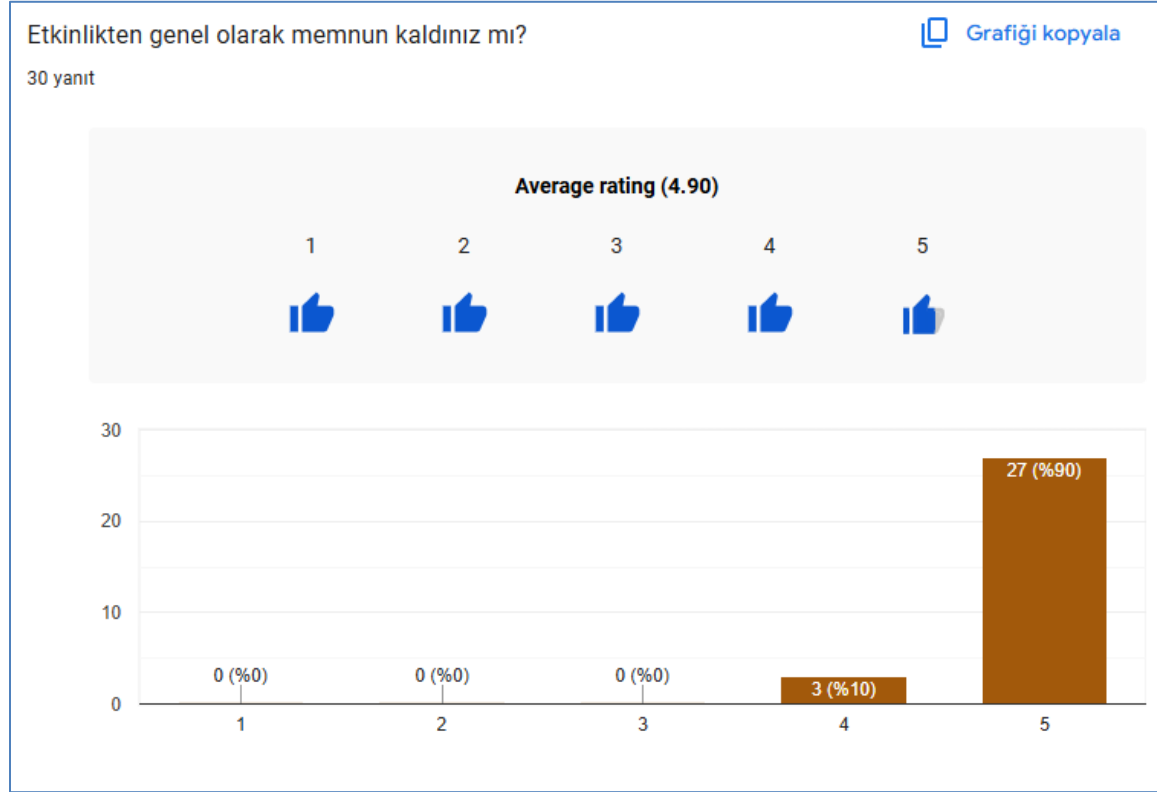 Etkinlikten genel olarak memnun kaldınız mı?
Grafiği kopyala
30 yanıt
Average rating (4.90)
1 2 3 4 5
30
27 (%90)
20
10
0 (%0) 0 (%0) 0 (%0)
3 (%10)
0
1 2 3 4 5